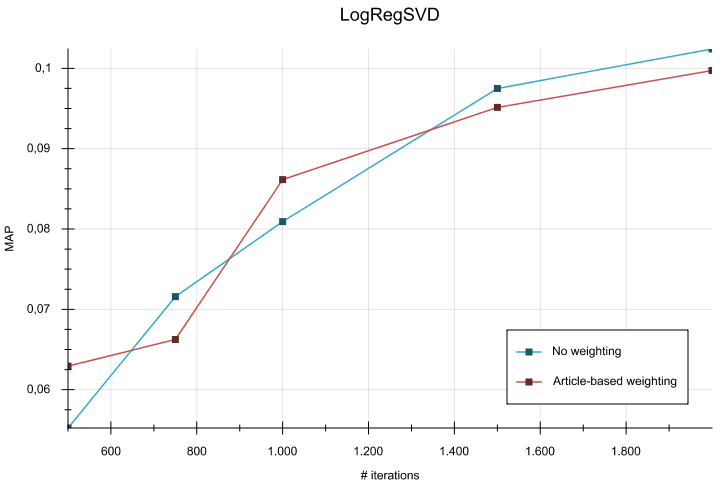 LogRegSVD
0,1
0,09
0,08
0,07
0,06
MAP
No weighting
Article-based weighting
600 800 1.000 1.200 1.400 1.600 1.800
# iterations